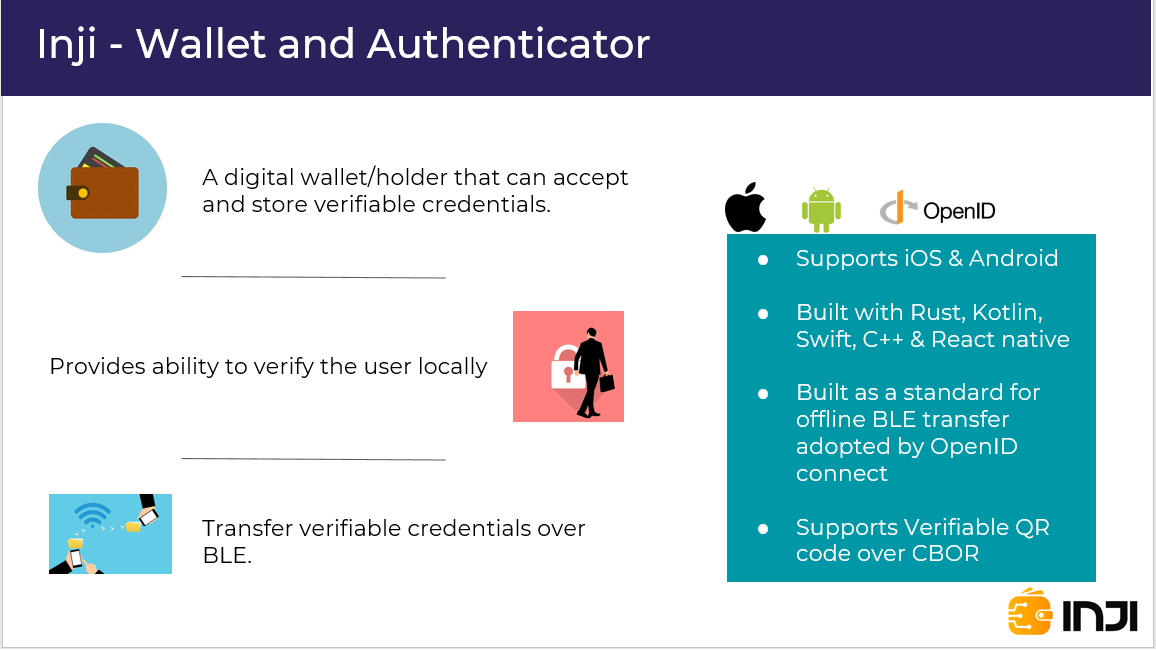 Inji - Wallet and Authenticator
A digital wallet/holder that can accept
and store verifiable credentials.
Provides ability to verify the user locally
Transfer verifiable credentials over
BLE.
OpenID
● Supports iOS & Android
● Built with Rust, Kotlin,
Swift, C++ & React native
● Built as a standard for
offline BLE transfer
adopted by OpenID
connect
● Supports Verifiable QR
code over CBOR
INJI